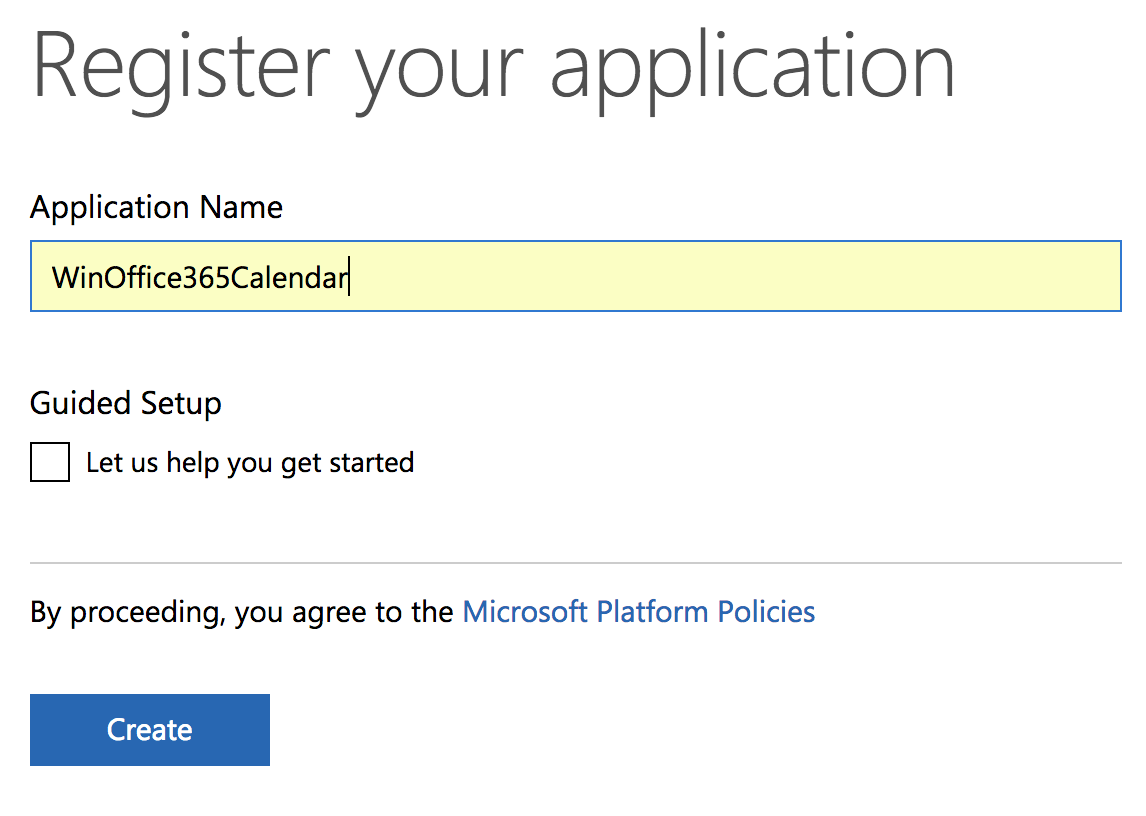 Register your application
Application Name
WinOffice365Calendar
Guided Setup
Let us help you get started
By proceeding, you agree to the Microsoft Platform Policies
Create